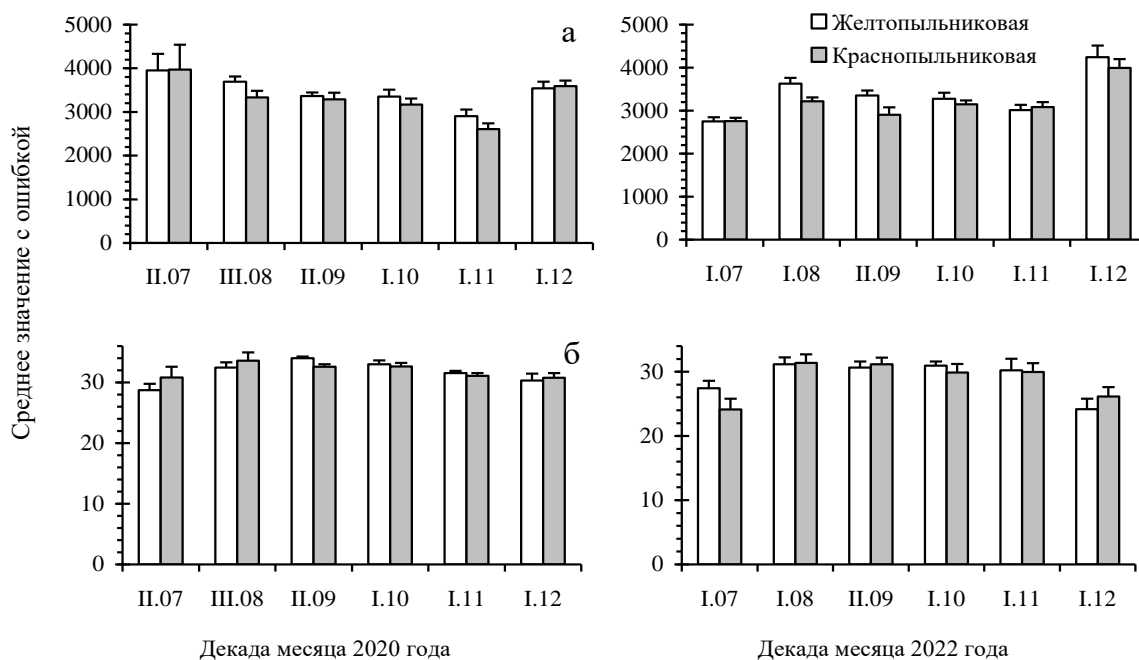 Среднее значение с ошибкой
а
5000
4000
3000
2000
1000
0
II.07 III.08 II.09 I.10 I.11 I.12
Желтопыльниковая
Краснопыльниковая
5000
4000
3000
2000
1000
0
I.07 I.08 II.09 I.10 I.11 I.12
б
30
20
10
0
II.07 III.08 II.09 I.10 I.11 I.12
Декада месяца 2020 года
30
20
10
0
I.07 I.08 II.09 I.10 I.11 I.12
Декада месяца 2022 года